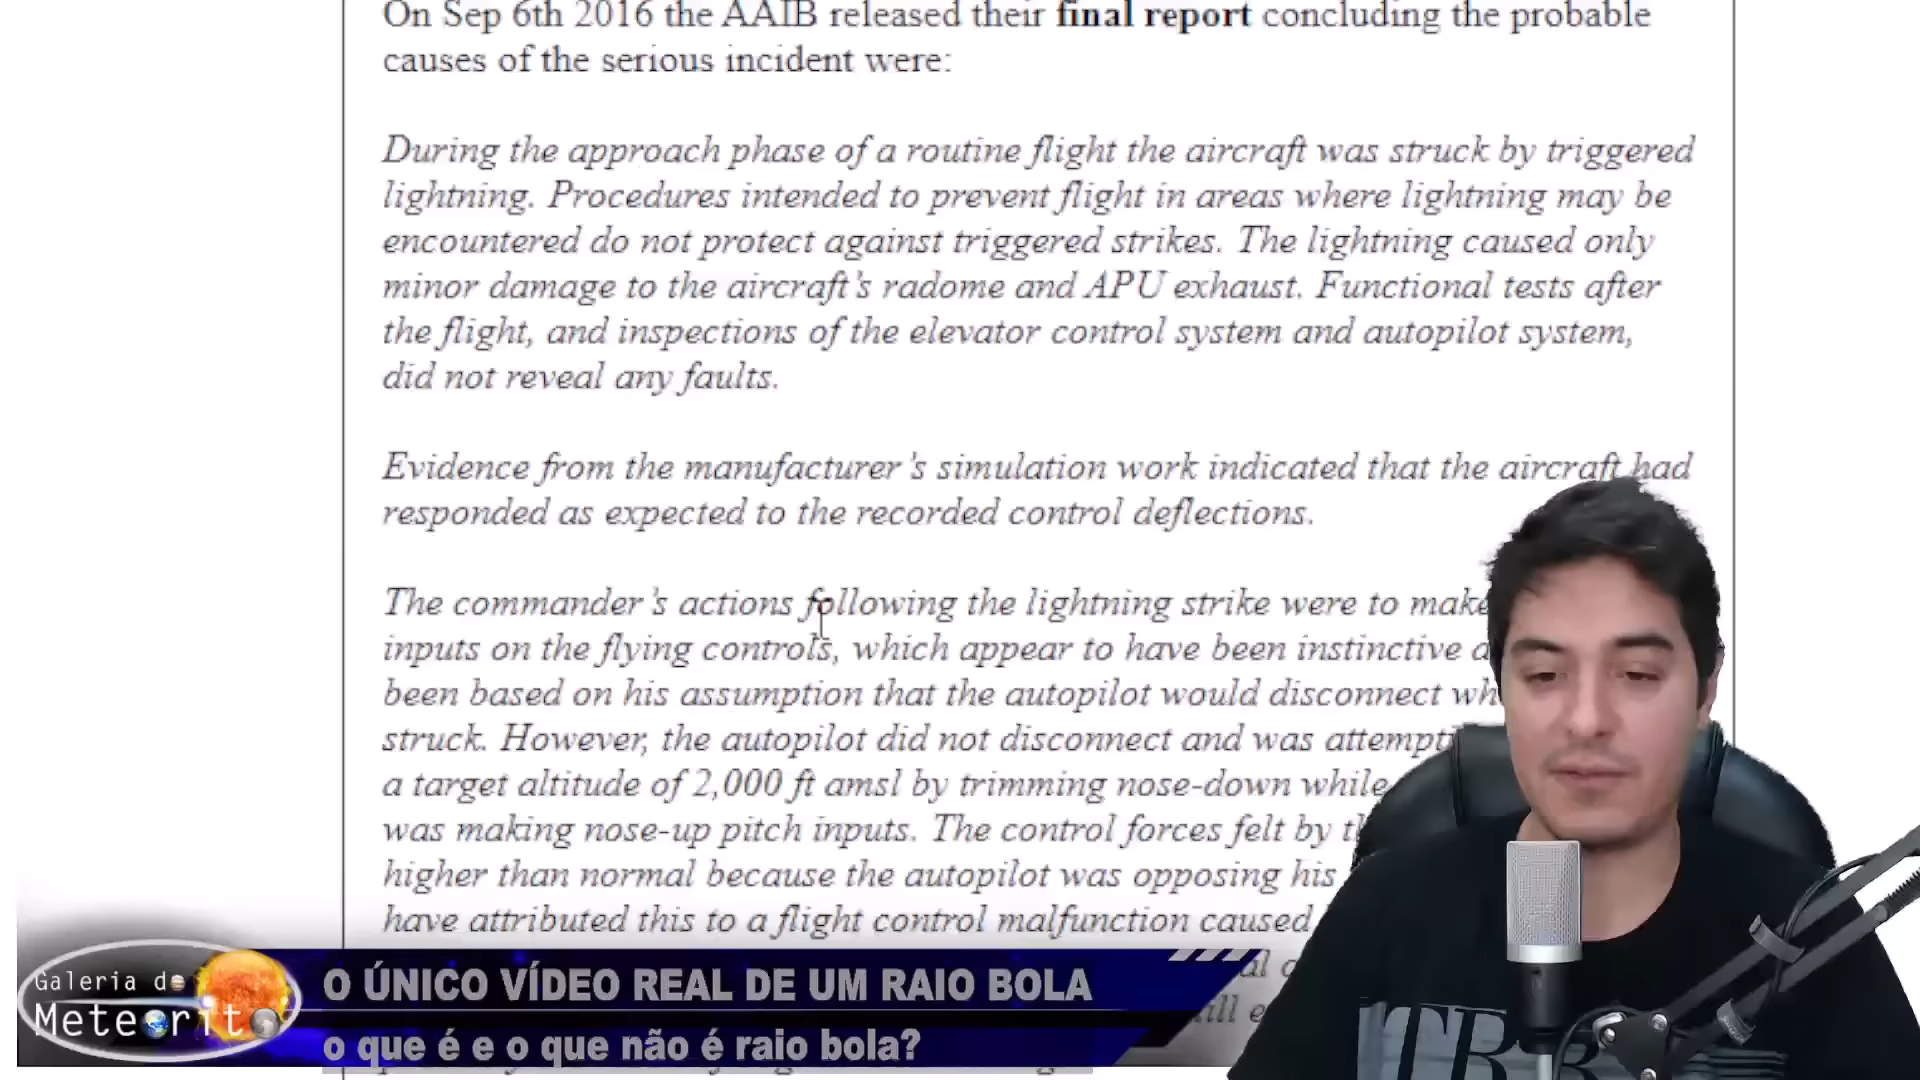 On Sep 6th 2016 the AAIB released their final report concluding the probable
causes of the serious incident were:
During the approach phase of a routine flight the aircraft was struck by triggered
lightning. Procedures intended to prevent flight in areas where lightning may be
encountered do not protect against triggered strikes. The lightning caused only
minor damage to the aircraft's radome and APU exhaust. Functional tests after
the flight, and inspections of the elevator control system and autopilot system,
did not reveal any faults.
Evidence from the manufacturer's simulation work indicated that the aircraft had
responded as expected to the recorded control deflections.
The commander's actions following the lightning strike were to make
inputs on the flying controls, which appear to have been instinctive
been based on his assumption that the autopilot would disconnect
struck. However, the autopilot did not disconnect and was
a target altitude of 2,000 ft amsl by trimming nose-down while
was making nose-up pitch inputs. The control forces felt by
higher than normal because the autopilot was opposing his
have attributed this to a flight control malfunction caused
Galeria do
Meteorito
O ÚNICO VÍDEO REAL DE UM RAIO BOLA
o que é e o que não é raio bola?
TB